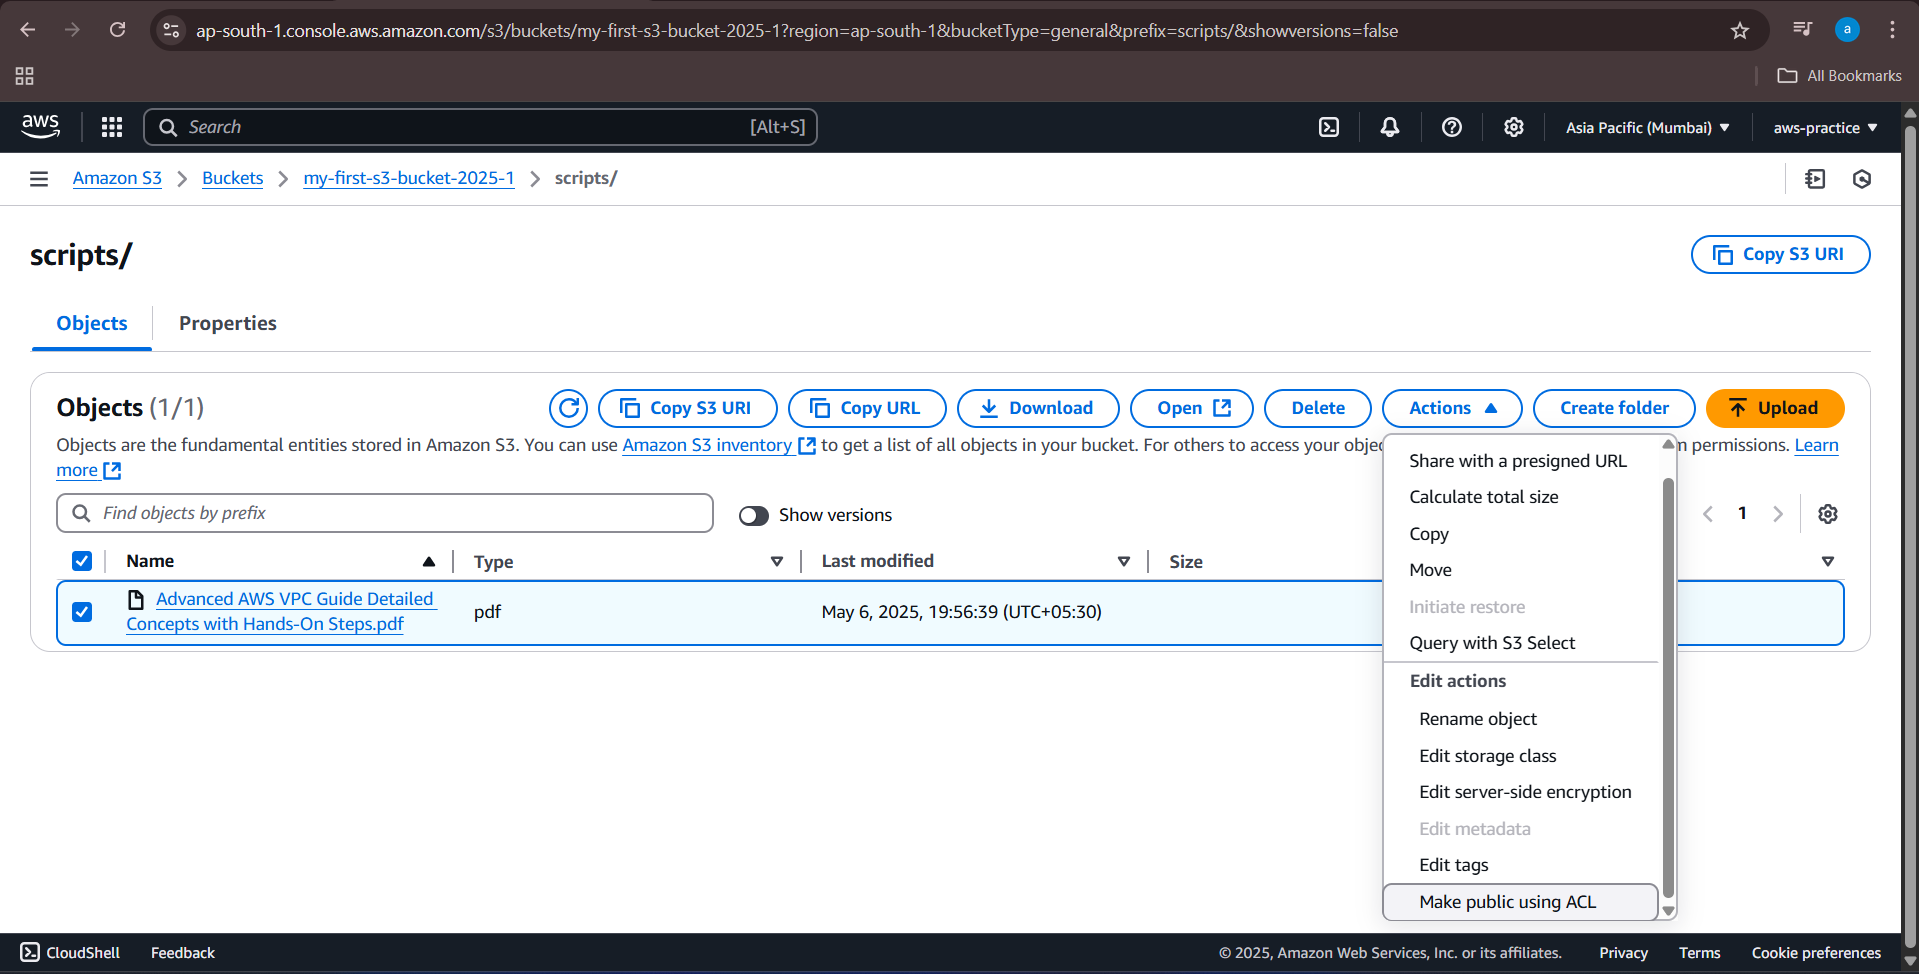 ap-south-1.console.aws.amazon.com/s3/buckets/my-first-s3-bucket-2025-1?region=ap-south-1&bucketType=general&prefix=scripts/&showversions=false
a
All Bookmarks
aws
Search
[Alt+S]
Asia Pacific (Mumbai)
aws-practice
Amazon S3
Buckets
my-first-s3-bucket-2025-1
scripts/
scripts/
Copy S3 URI
Objects
Properties
Objects (1/1)
Copy S3 URI
Copy URL
Download
Open
Delete
Actions
Create folder
Upload
Objects are the fundamental entities stored in Amazon S3. You can use Amazon S3 inventory to get a list of all objects in your bucket. For others to access your permissions. Learn
more
Find objects by prefix
Show versions
1
Name
Type
Last modified
Size
Advanced AWS VPC Guide Detailed
Concepts with Hands-On Steps.pdf
pdf
May 6, 2025, 19:56:39 (UTC+05:30)
Share with a presigned URL
Calculate total size
Copy
Move
Initiate restore
Query with S3 Select
Edit actions
Rename object
Edit storage class
Edit server-side encryption
Edit metadata
Edit tags
Make public using ACL
CloudShell
Feedback
© 2025, Amazon Web Services, Inc. or its affiliates.
Privacy
Terms
Cookie preferences